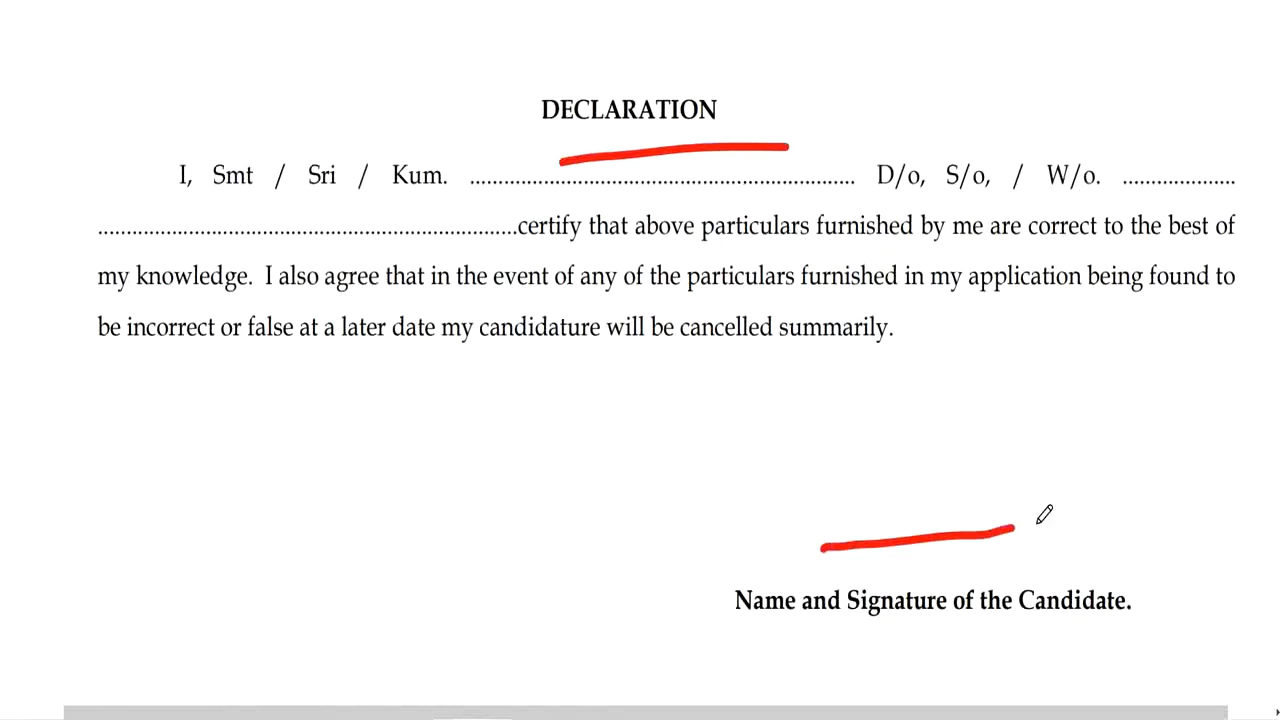 DECLARATION
I, Smt / Sri / Kum. .................................................................... D/o, S/o, / W/o. ....................
..........................................................................certify that above particulars furnished by me are correct to the best of
my knowledge. I also agree that in the event of any of the particulars furnished in my application being found to
be incorrect or false at a later date my candidature will be cancelled summarily.
Name and Signature of the Candidate.